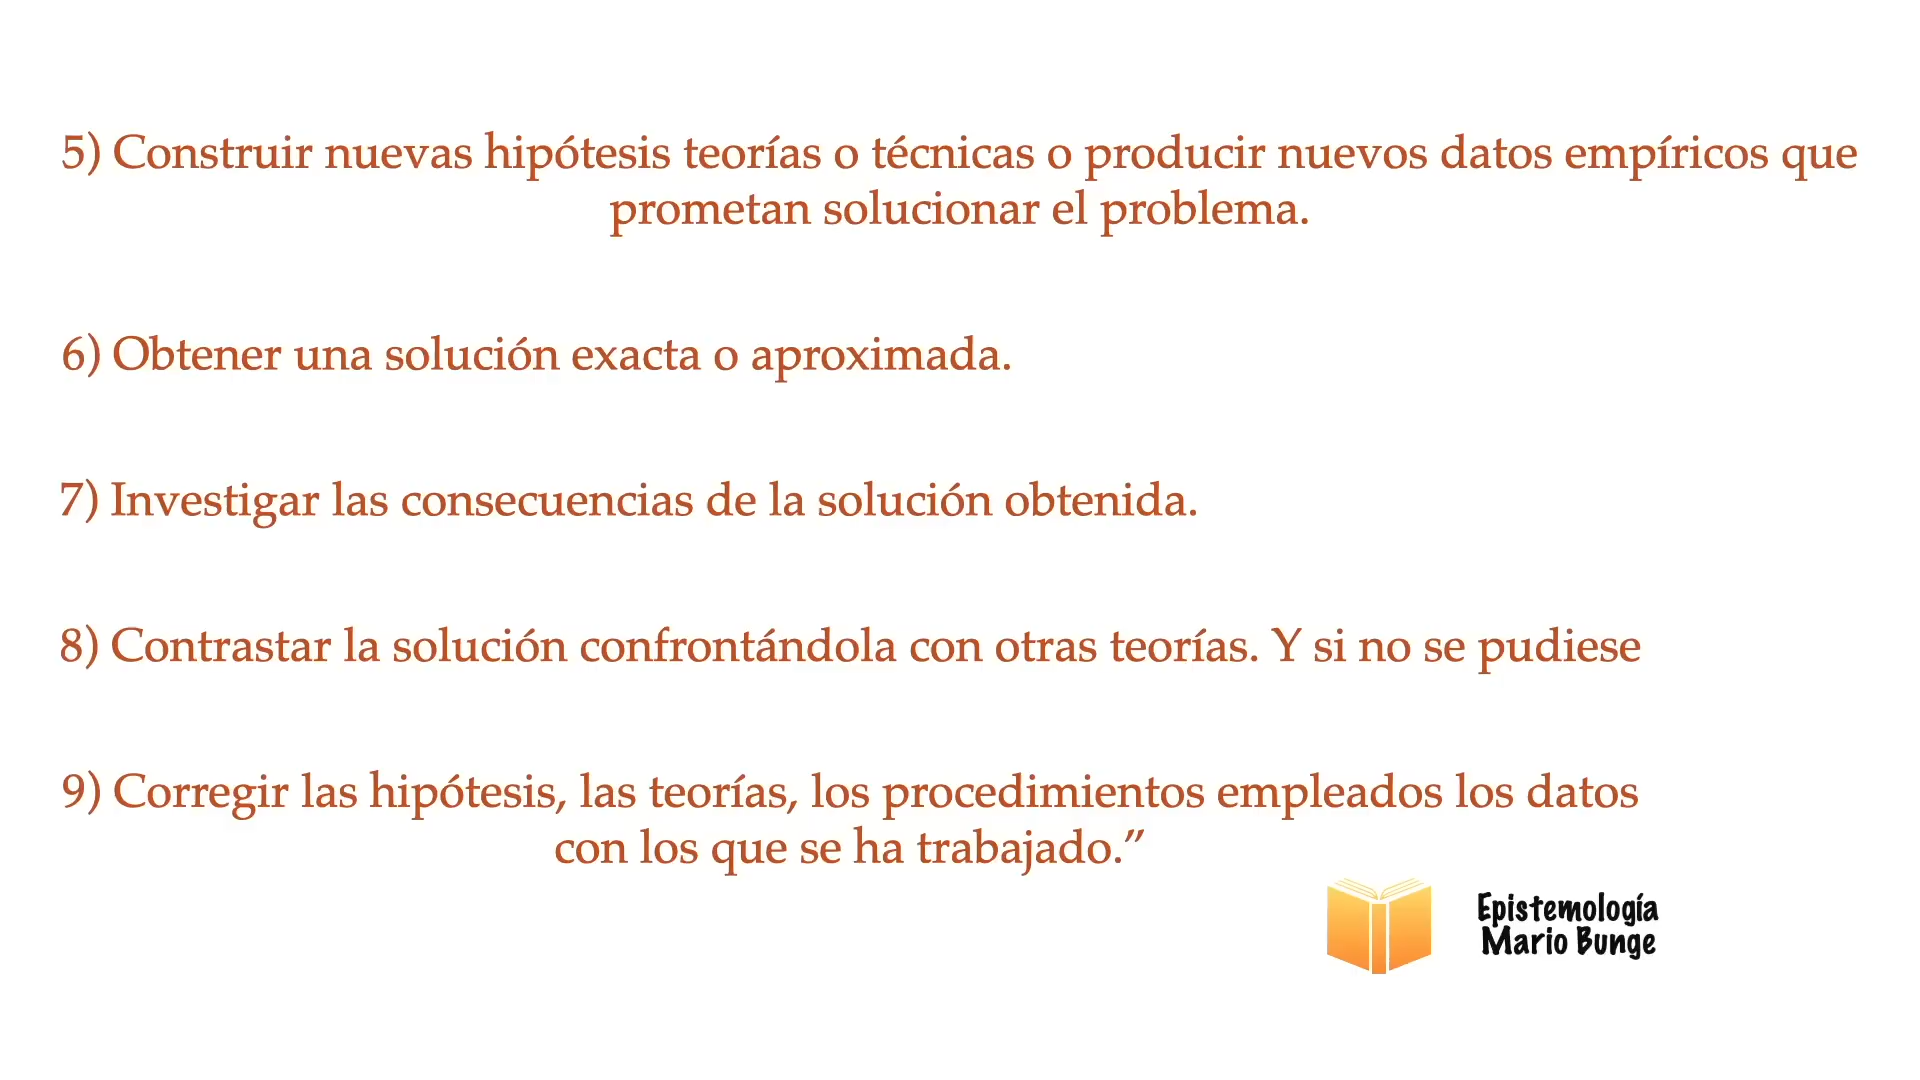 5) Construir nuevas hipótesis teorías o técnicas o producir nuevos datos empíricos que
prometan solucionar el problema.
6) Obtener una solución exacta o aproximada.
7) Investigar las consecuencias de la solución obtenida.
8) Contrastar la solución confrontándola con otras teorías. Y si no se pudiese
9) Corregir las hipótesis, las teorías, los procedimientos empleados los datos
con los que se ha trabajado.”
Epistemología
Mario Bunge